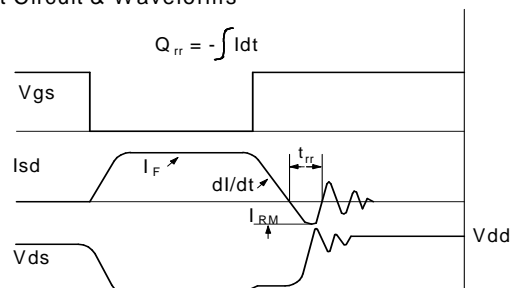 t Circuit & Waveforms
Q rr = - ∫ Idt
Vgs
Isd
I F
dI/dt
t rr
I RM
Vds
Vdd